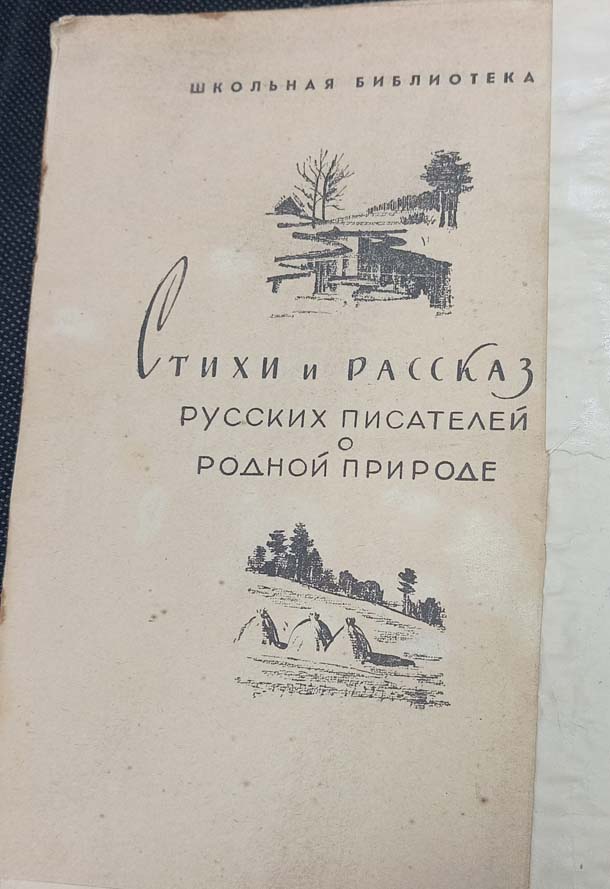 ШКОЛЬНАЯ БИБЛИОТЕКА
Стихи и РАССКАЗ
РУССКИХ ПИСАТЕЛЕЙ
О
РОДНОЙ ПРИРОДЕ